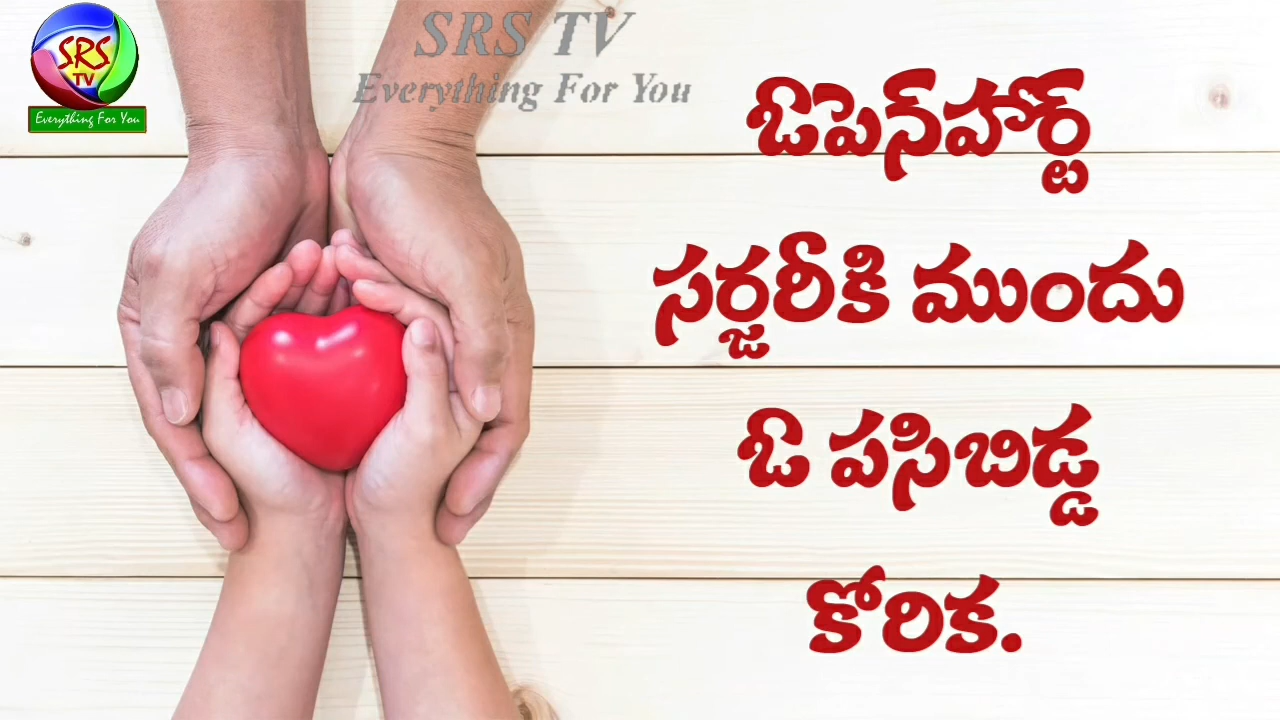 SRS
TV
Everything For You
SRS TV
Everything For You
ఓపెన్‌హార్ట్
సర్జరీకి ముందు
ఓ పసిబిడ్డ
కోరిక.